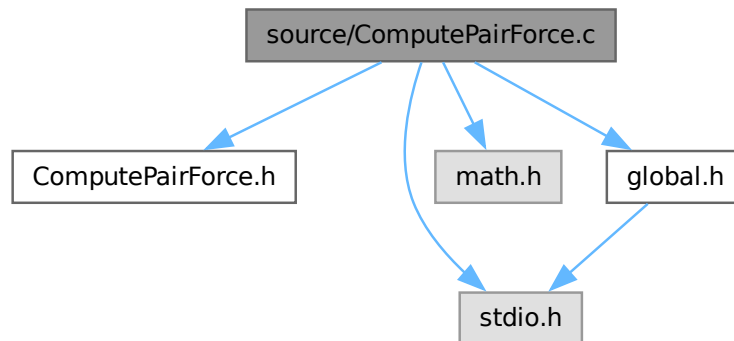 source/ComputePairForce.c
ComputePairForce.h
math.h
global.h
stdio.h